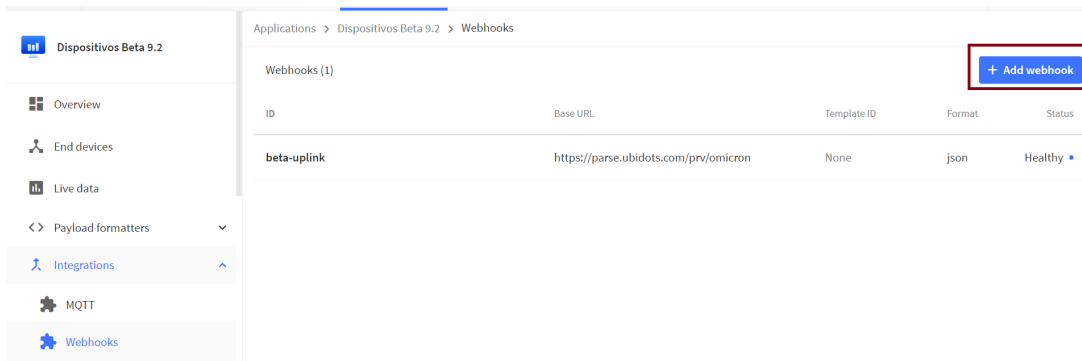 Dispositivos Beta 9.2
Overview
End devices
Live data
<> Payload formatters
Integrations
MQTT
Webhooks
Applications > Dispositivos Beta 9.2 > Webhooks
Webhooks (1)
+ Add webhook
ID Base URL Template ID Format Status
beta-uplink https://parse.ubidots.com/prv/omicron None json Healthy